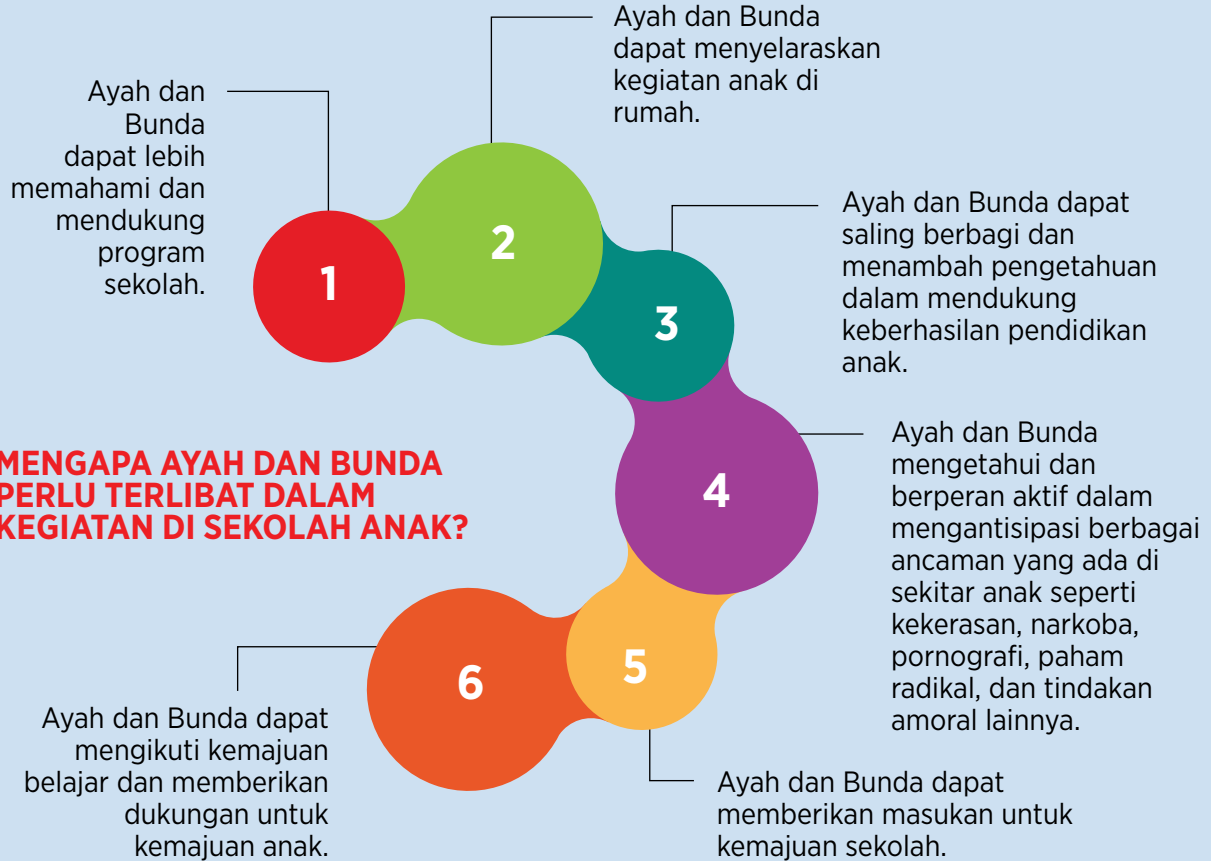 Ayah dan
Bunda
dapat lebih
memahami dan
mendukung
program
sekolah.
1
Ayah dan Bunda
dapat menyelaraskan
kegiatan anak di
rumah.
2
Ayah dan Bunda dapat
saling berbagi dan
menambah pengetahuan
dalam mendukung
keberhasilan pendidikan
anak.
3
MENGAPA AYAH DAN BUNDA
PERLU TERLIBAT DALAM
KEGIATAN DI SEKOLAH ANAK?
4
Ayah dan Bunda
mengetahui dan
berperan aktif dalam
mengantisipasi berbagai
ancaman yang ada di
sekitar anak seperti
kekerasan, narkoba,
pornografi, paham
radikal, dan tindakan
amoral lainnya.
5
Ayah dan Bunda dapat
memberikan masukan untuk
kemajuan sekolah.
6
Ayah dan Bunda dapat
mengikuti kemajuan
belajar dan memberikan
dukungan untuk
kemajuan anak.